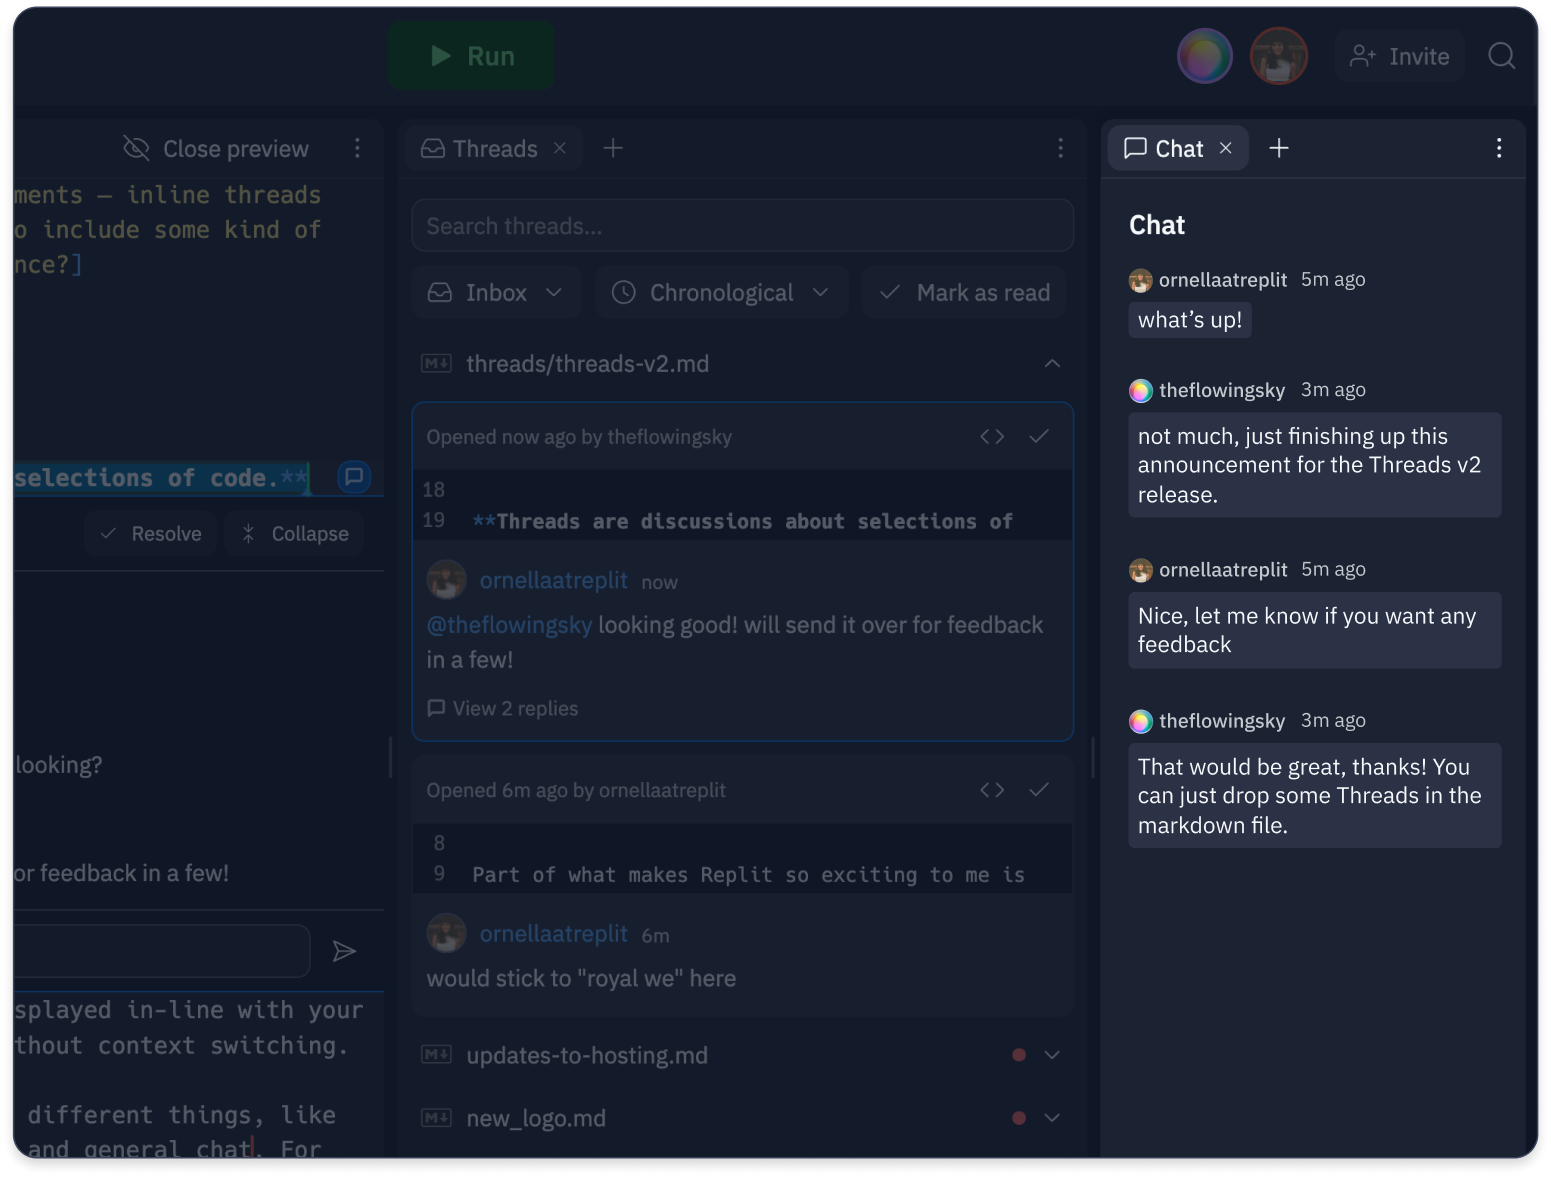 Run
Invite
Close preview
ments — inline threads
o include some kind of
nce?]
selections of code.**
Resolve
Collapse
looking?
or feedback in a few!
splayed in-line with your
thout context switching.
different things, like
and general chat. For
Threads
Search threads...
Inbox
Chronological
Mark as read
threads/threads-v2.md
Opened now ago by theflowingsky
18
19 **Threads are discussions about selections of
ornellaatreplit now
@theflowingsky looking good! will send it over for feedback
in a few!
View 2 replies
Opened 6m ago by ornellaatreplit
8
9 Part of what makes Replit so exciting to me is
ornellaatreplit 6m
would stick to "royal we" here
updates-to-hosting.md
new_logo.md
Chat
Chat
ornellaatreplit 5m ago
what’s up!
theflowingsky 3m ago
not much, just finishing up this
announcement for the Threads v2
release.
ornellaatreplit 5m ago
Nice, let me know if you want any
feedback
theflowingsky 3m ago
That would be great, thanks! You
can just drop some Threads in the
markdown file.